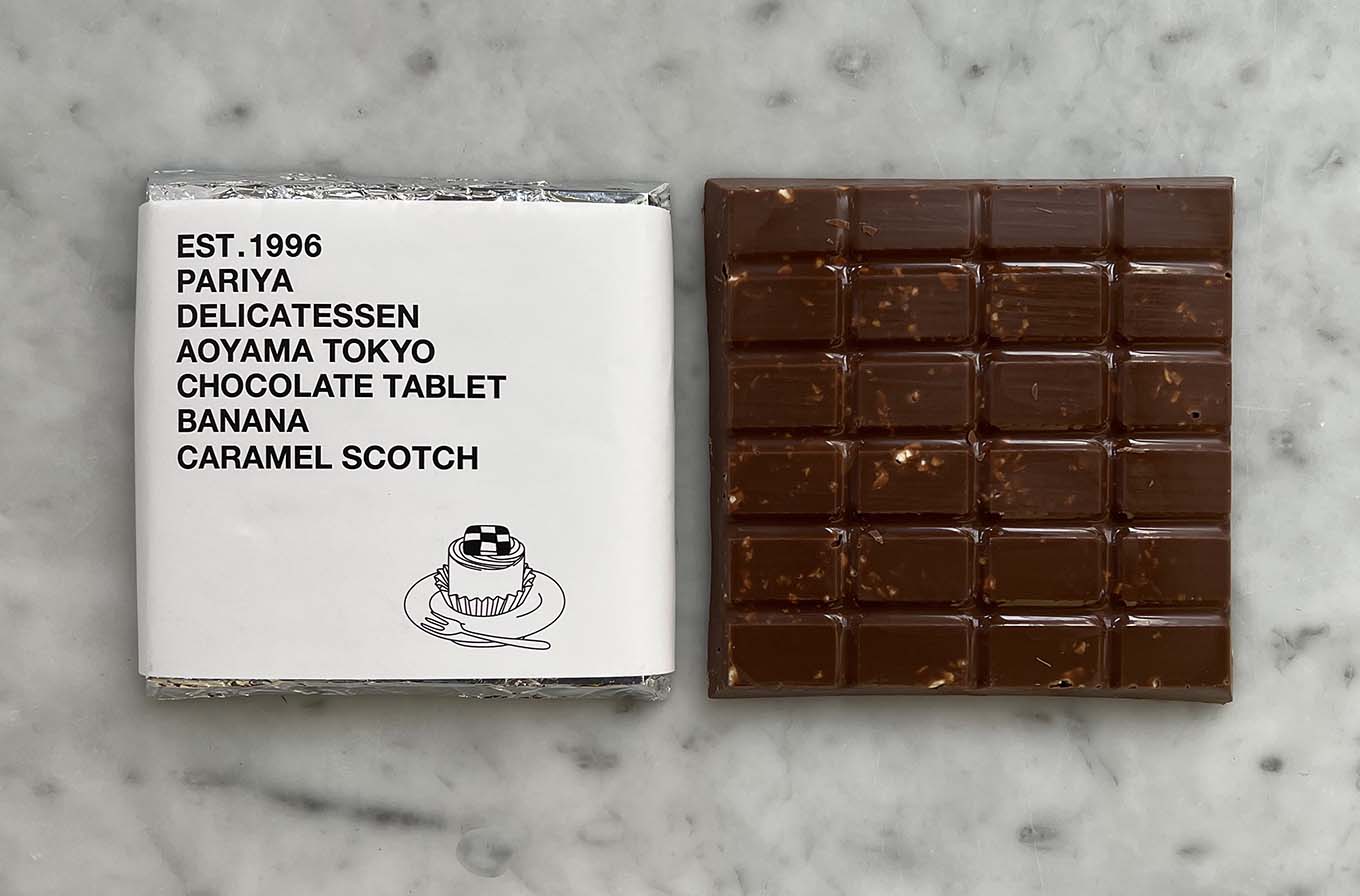 EST.1996
PARIYA
DELICATESSEN
AOYAMA TOKYO
CHOCOLATE TABLET
BANANA
CARAMEL SCOTCH